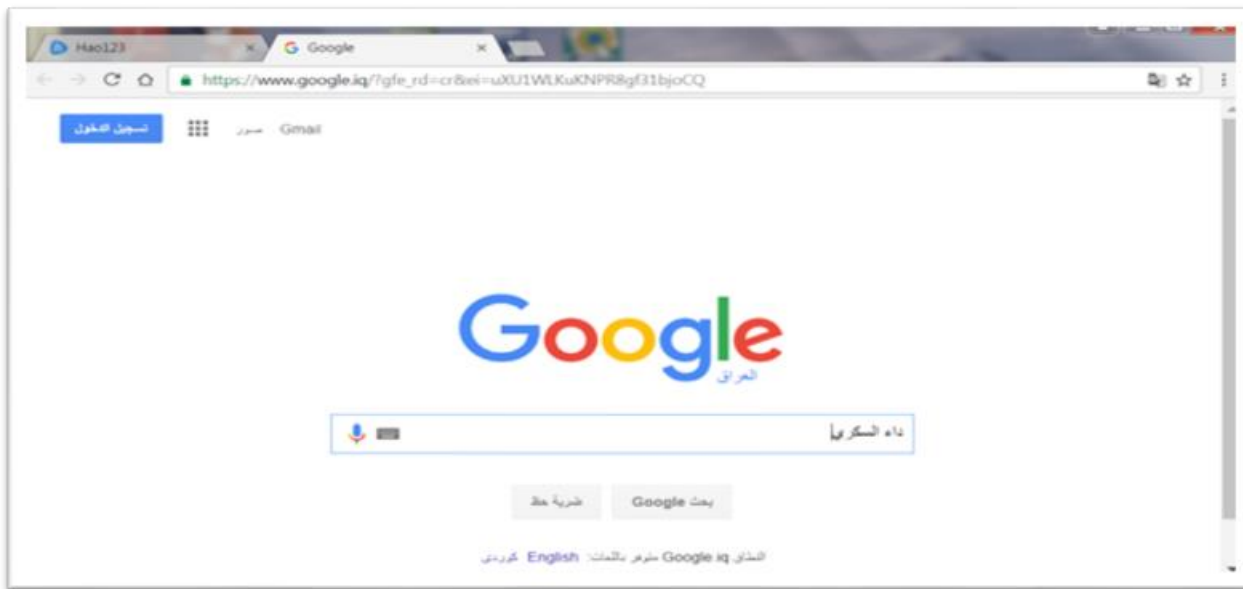 Hao123
Google
https://www.google.iq/?gfe_rd=cr&ei=uXU1WLKuKNPR8gf31bjoCQ
تسجيل الدخول
صور Gmail
Google
العراق
داء السكري
بحث Google ضربة حظ
النطاق Google.iq متوفر باللغات: English كوردی